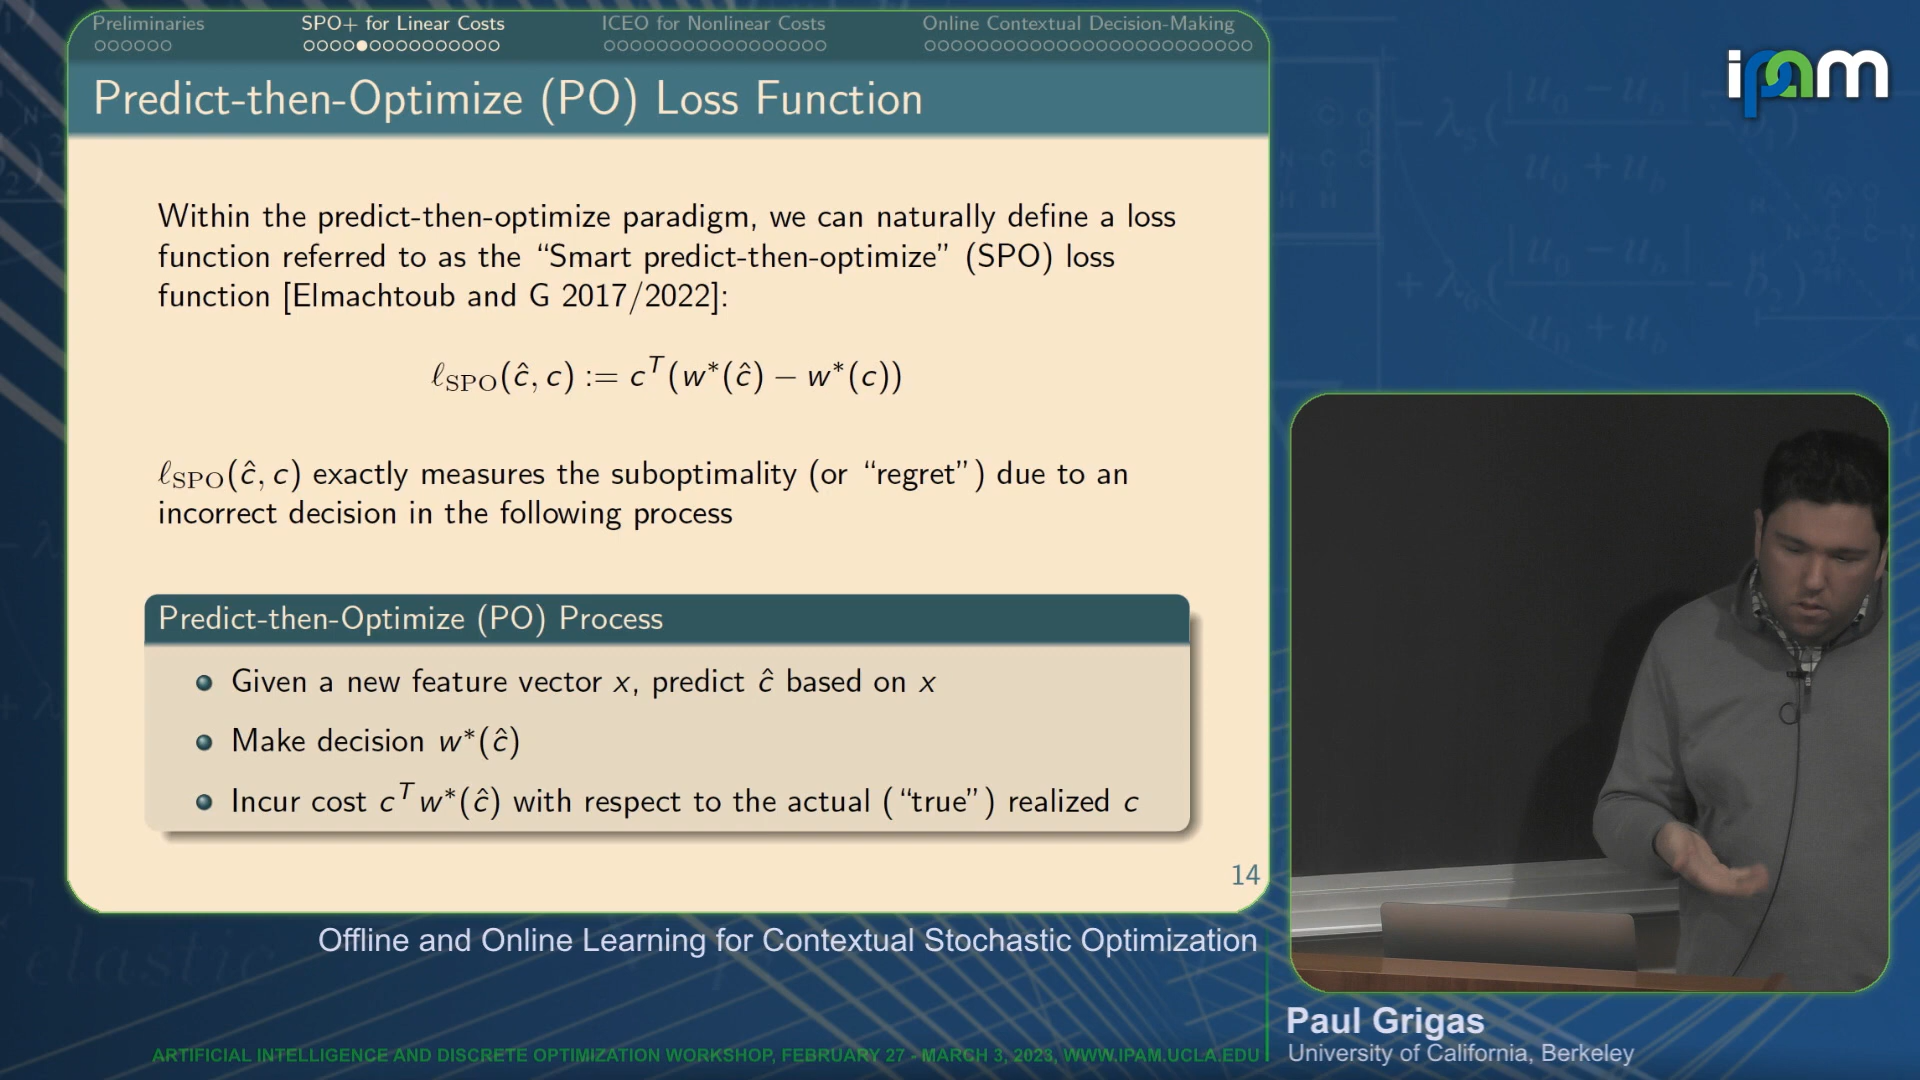 Preliminaries
SPO+ for Linear Costs
ICEO for Nonlinear Costs
Online Contextual Decision-Making
Predict-then-Optimize (PO) Loss Function
Within the predict-then-optimize paradigm, we can naturally define a loss
function referred to as the “Smart predict-then-optimize” (SPO) loss
function [Elmachtoub and G 2017/2022]:
ℓSPO(ĉ, c) := cᵀ(w*(ĉ) − w*(c))
ℓSPO(ĉ, c) exactly measures the suboptimality (or “regret”) due to an
incorrect decision in the following process
Predict-then-Optimize (PO) Process
Given a new feature vector x, predict ĉ based on x
Make decision w*(ĉ)
Incur cost cᵀw*(ĉ) with respect to the actual (“true”) realized c
14
ipam
Offline and Online Learning for Contextual Stochastic Optimization
Paul Grigas
University of California, Berkeley
ARTIFICIAL INTELLIGENCE AND DISCRETE OPTIMIZATION WORKSHOP, FEBRUARY 27 - MARCH 3, 2023, WWW.IPAM.UCLA.EDU
elastic